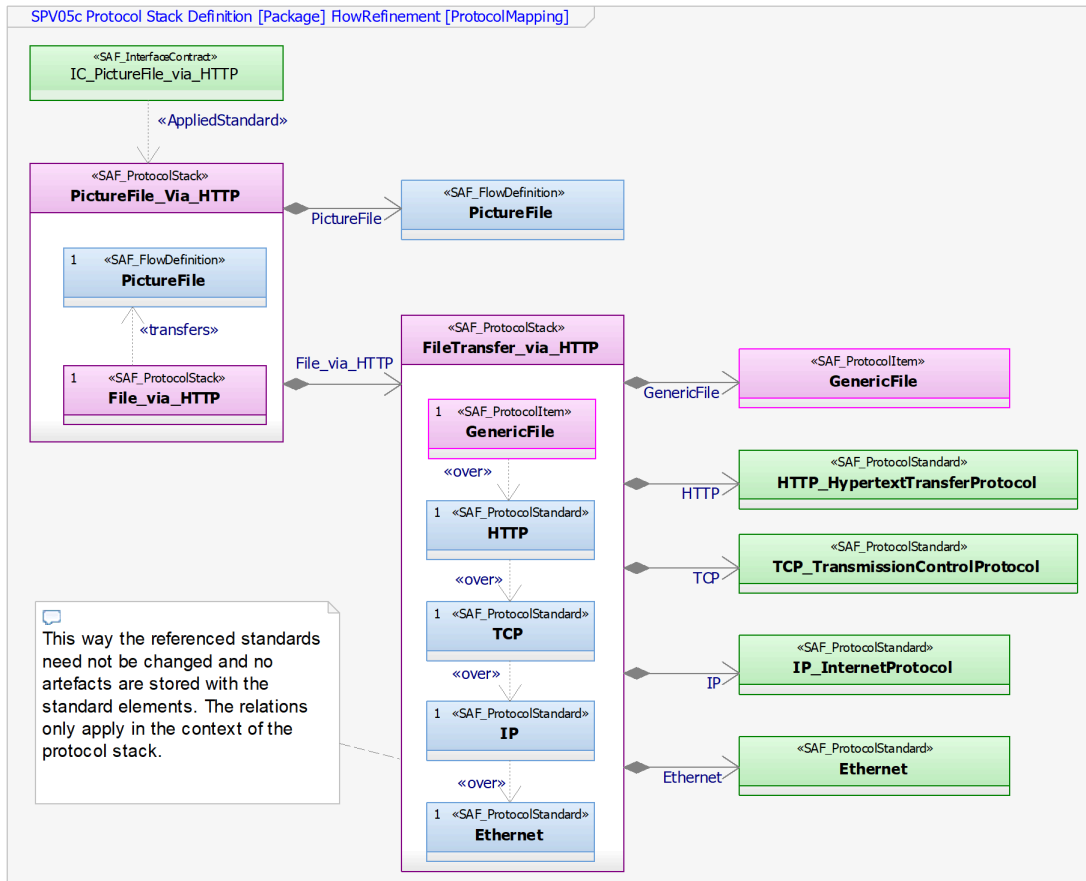 SPV05c Protocol Stack Definition [Package] FlowRefinement [ProtocolMapping]
«SAF_InterfaceContract»
IC_PictureFile_via_HTTP
«AppliedStandard»
«SAF_ProtocolStack»
PictureFile_Via_HTTP
PictureFile
«SAF_FlowDefinition»
PictureFile
1 «SAF_FlowDefinition»
PictureFile
«transfers»
1 «SAF_ProtocolStack»
File_via_HTTP
File_via_HTTP
«SAF_ProtocolStack»
FileTransfer_via_HTTP
1 «SAF_ProtocolItem»
GenericFile
«over»
1 «SAF_ProtocolStandard»
HTTP
«over»
1 «SAF_ProtocolStandard»
TCP
«over»
1 «SAF_ProtocolStandard»
IP
«over»
1 «SAF_ProtocolStandard»
Ethernet
GenericFile
«SAF_ProtocolItem»
GenericFile
HTTP
«SAF_ProtocolStandard»
HTTP_HypertextTransferProtocol
TCP
«SAF_ProtocolStandard»
TCP_TransmissionControlProtocol
IP
«SAF_ProtocolStandard»
IP_InternetProtocol
Ethernet
«SAF_ProtocolStandard»
Ethernet
This way the referenced standards
need not be changed and no
artefacts are stored with the
standard elements. The relations
only apply in the context of the
protocol stack.